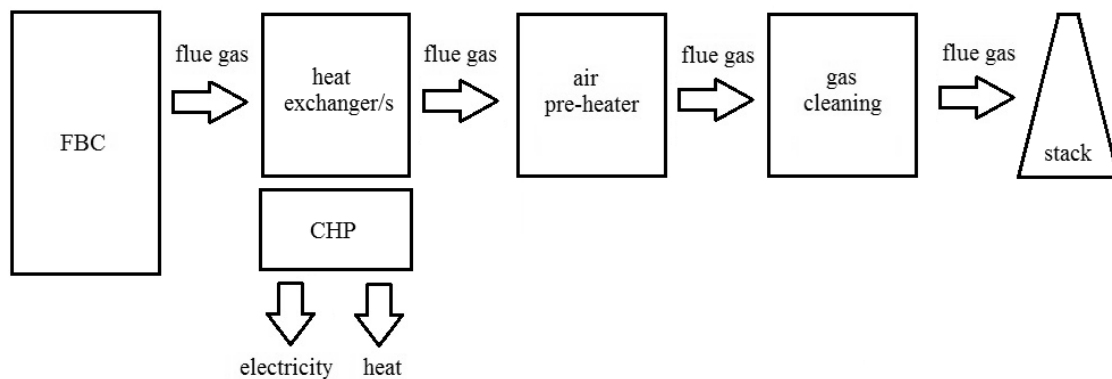 FBC
flue gas
heat
exchanger/s
flue gas
air
pre-heater
flue gas
gas
cleaning
flue gas
stack
CHP
electricity
heat